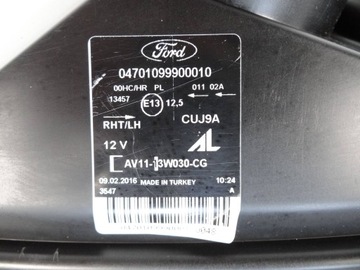 Ford
04701099900010
00HC/HR PL 011 02A
13457 E13 12,5
RHT/LH CUJ9A
12 V AL
AV11-13W030-CG
09.02.2016 MADE IN TURKEY 10:24
3547 A